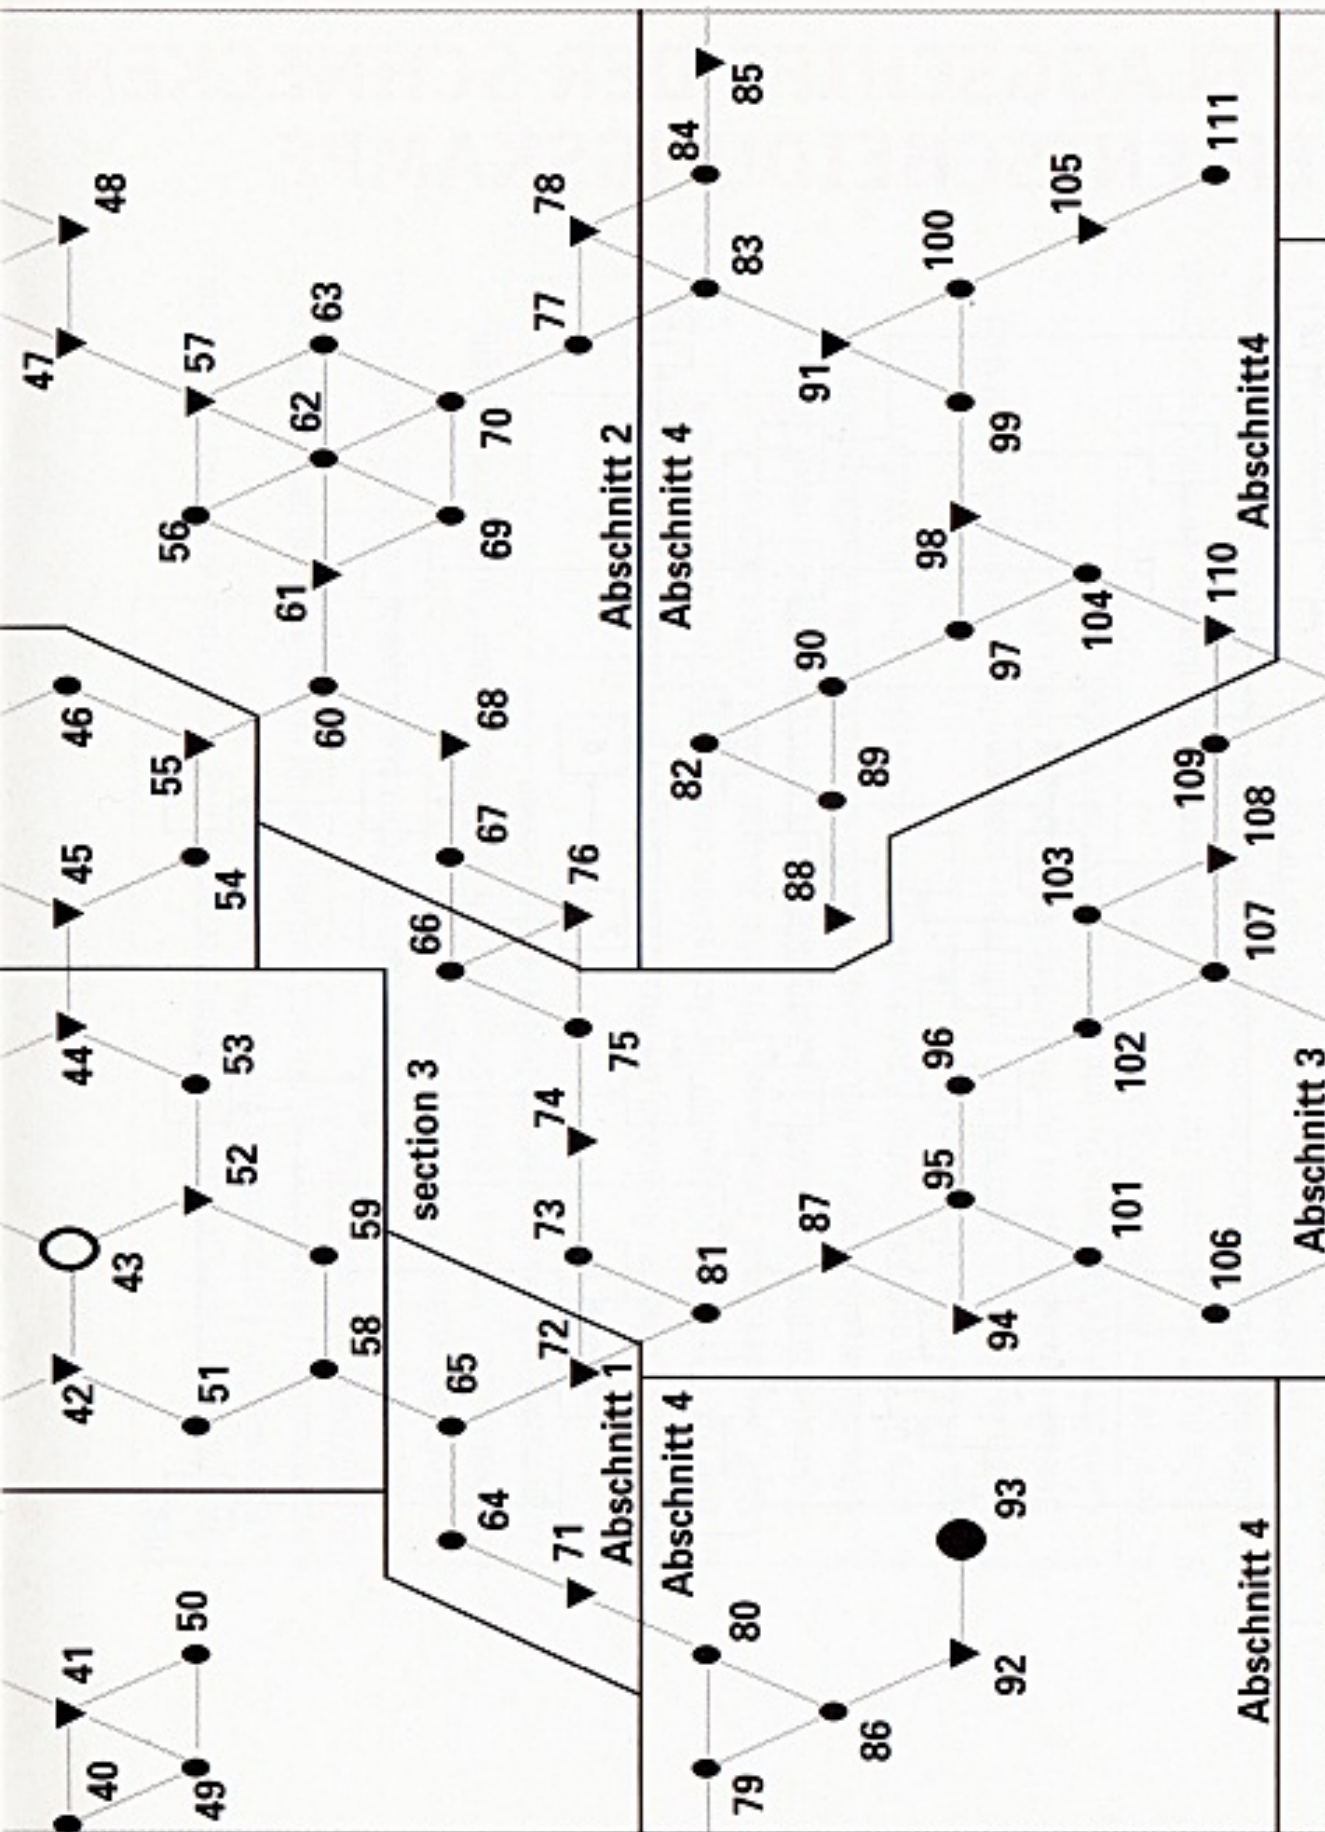 40 41 42 43 44 45 46 47 48
49 50 51 52 53 54 55 56 57
58 59 60 61 62 63
section 3
64 65 66 67 68 69 70
71 72 73 74 75 76 77 78
Abschnitt 1 Abschnitt 2
Abschnitt 4 Abschnitt 4
79 80 81 82 83 84 85
86 87 88 89 90 91
92 93 94 95 96 97 98 99 100
101 102 103 104 105
106 107 108 109 110 111
Abschnitt 4 Abschnitt4
Abschnitt 3